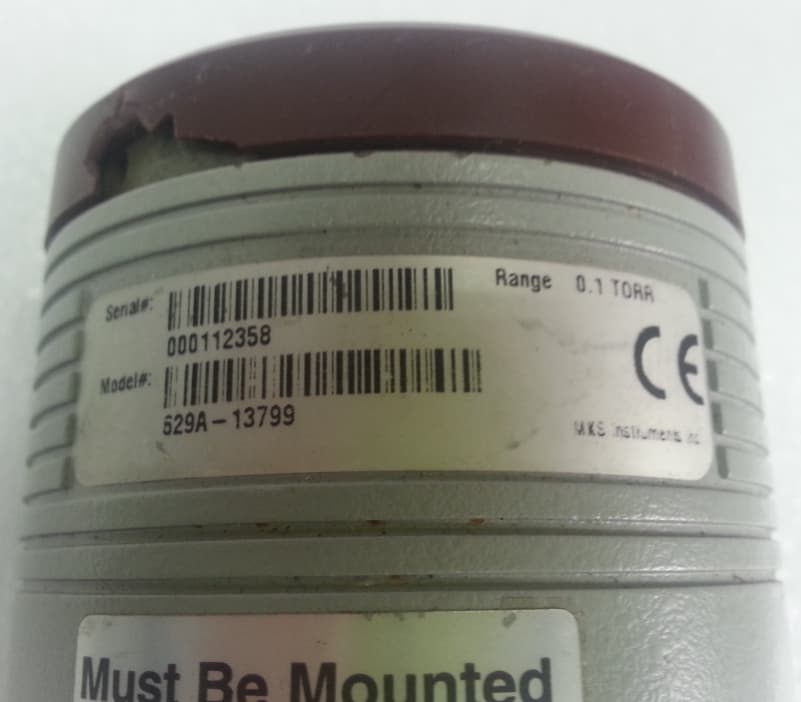 Serial#:
000112358
Range 0.1 TORR
Model#:
629A-13799
CE
MKS Instruments Inc.
Must Be Mounted